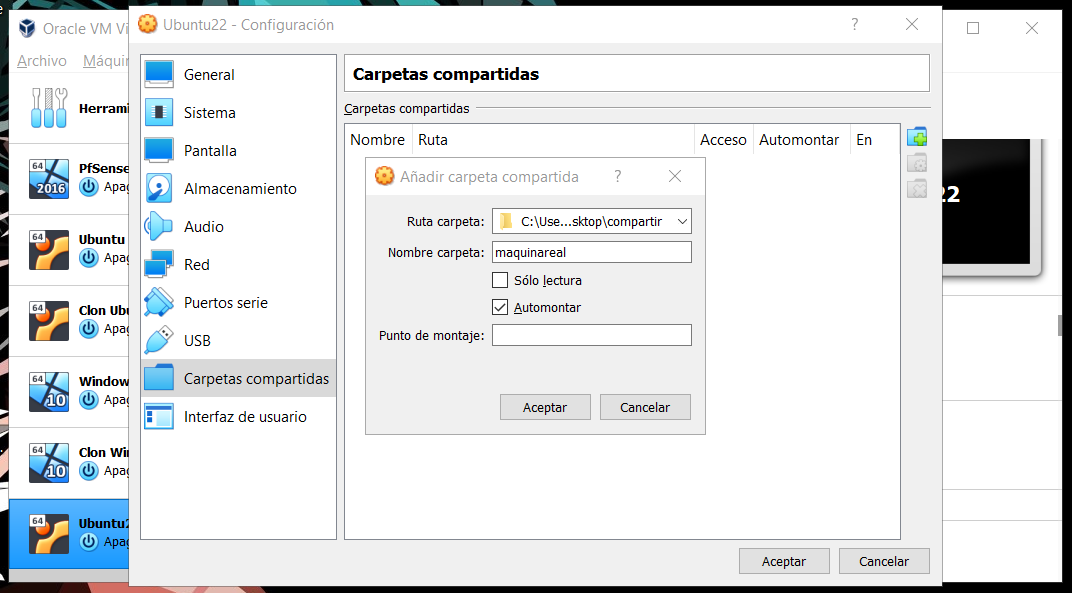 Oracle VM Vi
Archivo Máquin
Herrami
64
2016
PfSense
Apag
64
Ubuntu
Apag
64
Clon Ubu
Apag
64
10
Window
Apag
64
10
Clon Win
Apag
64
Ubuntu2
Apag
Ubuntu22 - Configuración
?
General
Sistema
Pantalla
Almacenamiento
Audio
Red
Puertos serie
USB
Carpetas compartidas
Interfaz de usuario
Carpetas compartidas
Carpetas compartidas
Nombre Ruta Acceso Automontar En
Añadir carpeta compartida ?
Ruta carpeta: C:\Use...sktop\compartir
Nombre carpeta: maquinareal
Sólo lectura
Automontar
Punto de montaje:
Aceptar Cancelar
Aceptar Cancelar
22